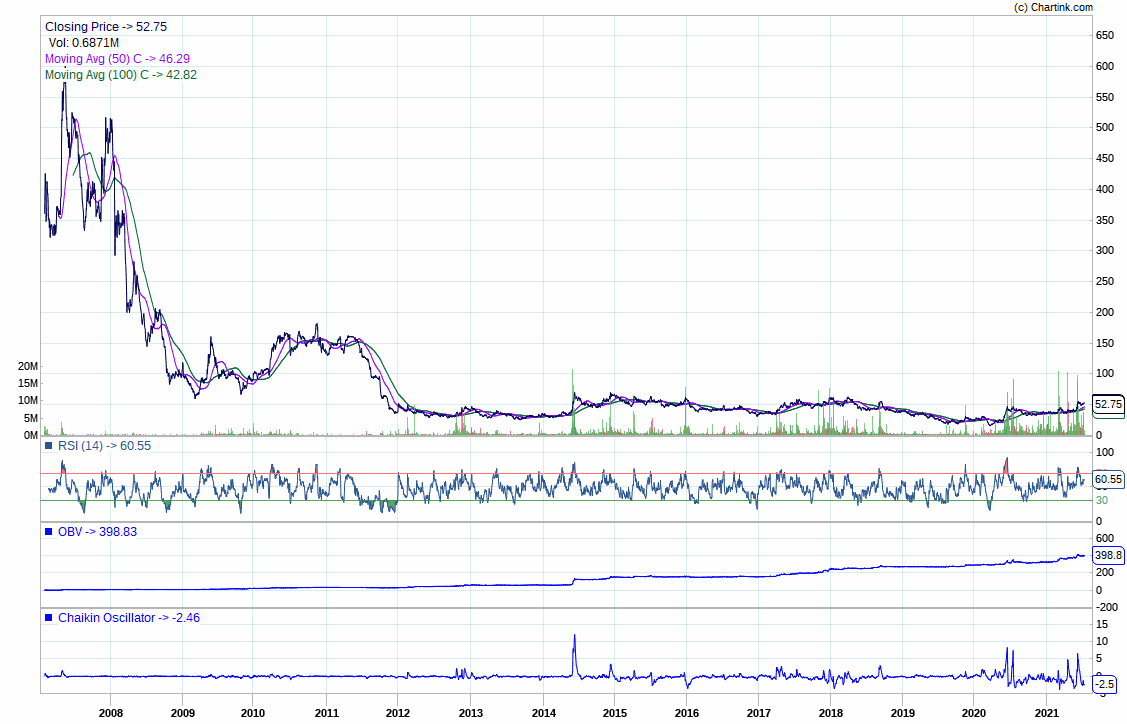 (c) Chartink.com
Closing Price -> 52.75
Vol: 0.6871M
Moving Avg (50) C -> 46.29
Moving Avg (100) C -> 42.82
650
600
550
500
450
400
350
300
250
200
150
100
52.75
0
20M
15M
10M
5M
0M
RSI (14) -> 60.55
100
60.55
30
0
OBV -> 398.83
600
398.8
200
0
-200
Chaikin Oscillator -> -2.46
15
10
5
-2.5
2008 2009 2010 2011 2012 2013 2014 2015 2016 2017 2018 2019 2020 2021